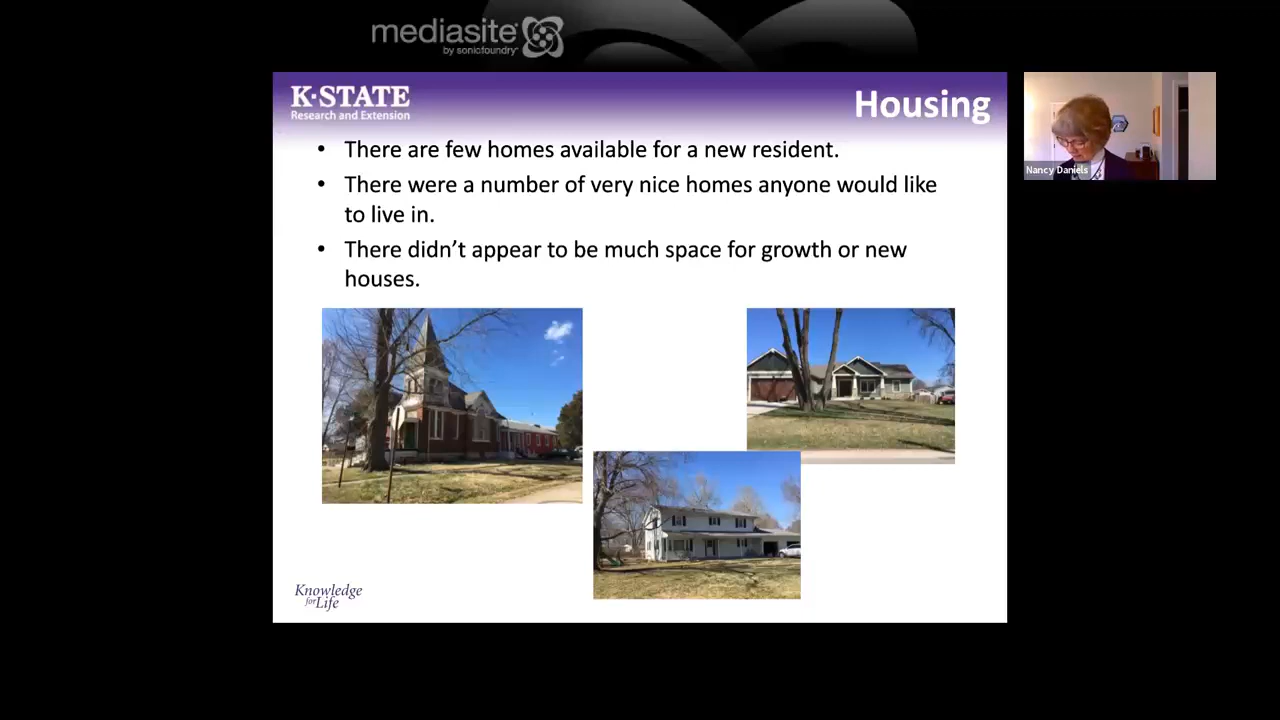 mediasite
by sonicfoundry
K·STATE
Research and Extension
Housing
• There are few homes available for a new resident.
• There were a number of very nice homes anyone would like
to live in.
• There didn’t appear to be much space for growth or new
houses.
Nancy Daniels
Knowledge
for Life